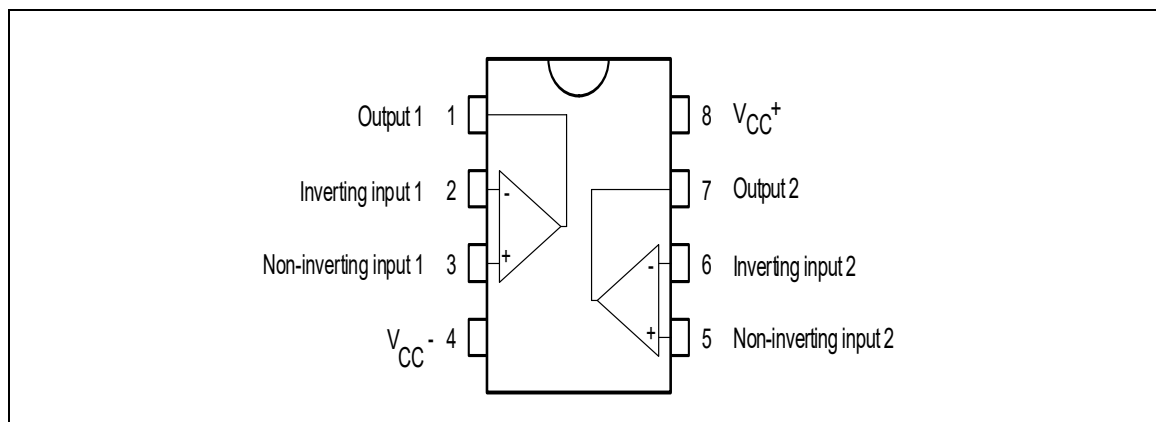 Output 1 1
8 VCC+
Inverting input 1 2
-
7 Output 2
Non-inverting input 1 3
+
-
6 Inverting input 2
VCC- 4
+
5 Non-inverting input 2